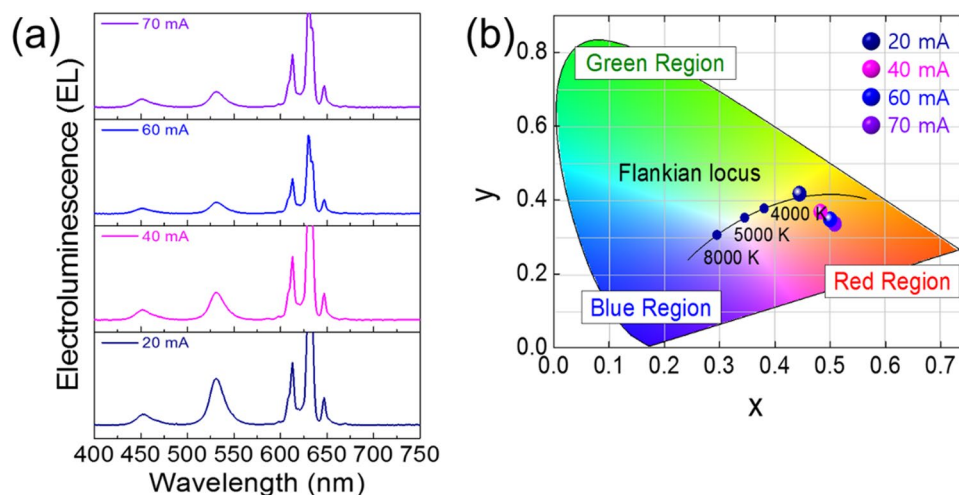 (a)
70 mA
60 mA
40 mA
20 mA
Electroluminescence (EL)
400 450 500 550 600 650 700 750
Wavelength (nm)
(b)
20 mA
40 mA
60 mA
70 mA
Green Region
Flankian locus
4000 K
5000 K
8000 K
Blue Region
Red Region
0.8
0.6
0.4
0.2
0.0
y
0.0 0.1 0.2 0.3 0.4 0.5 0.6 0.7
x